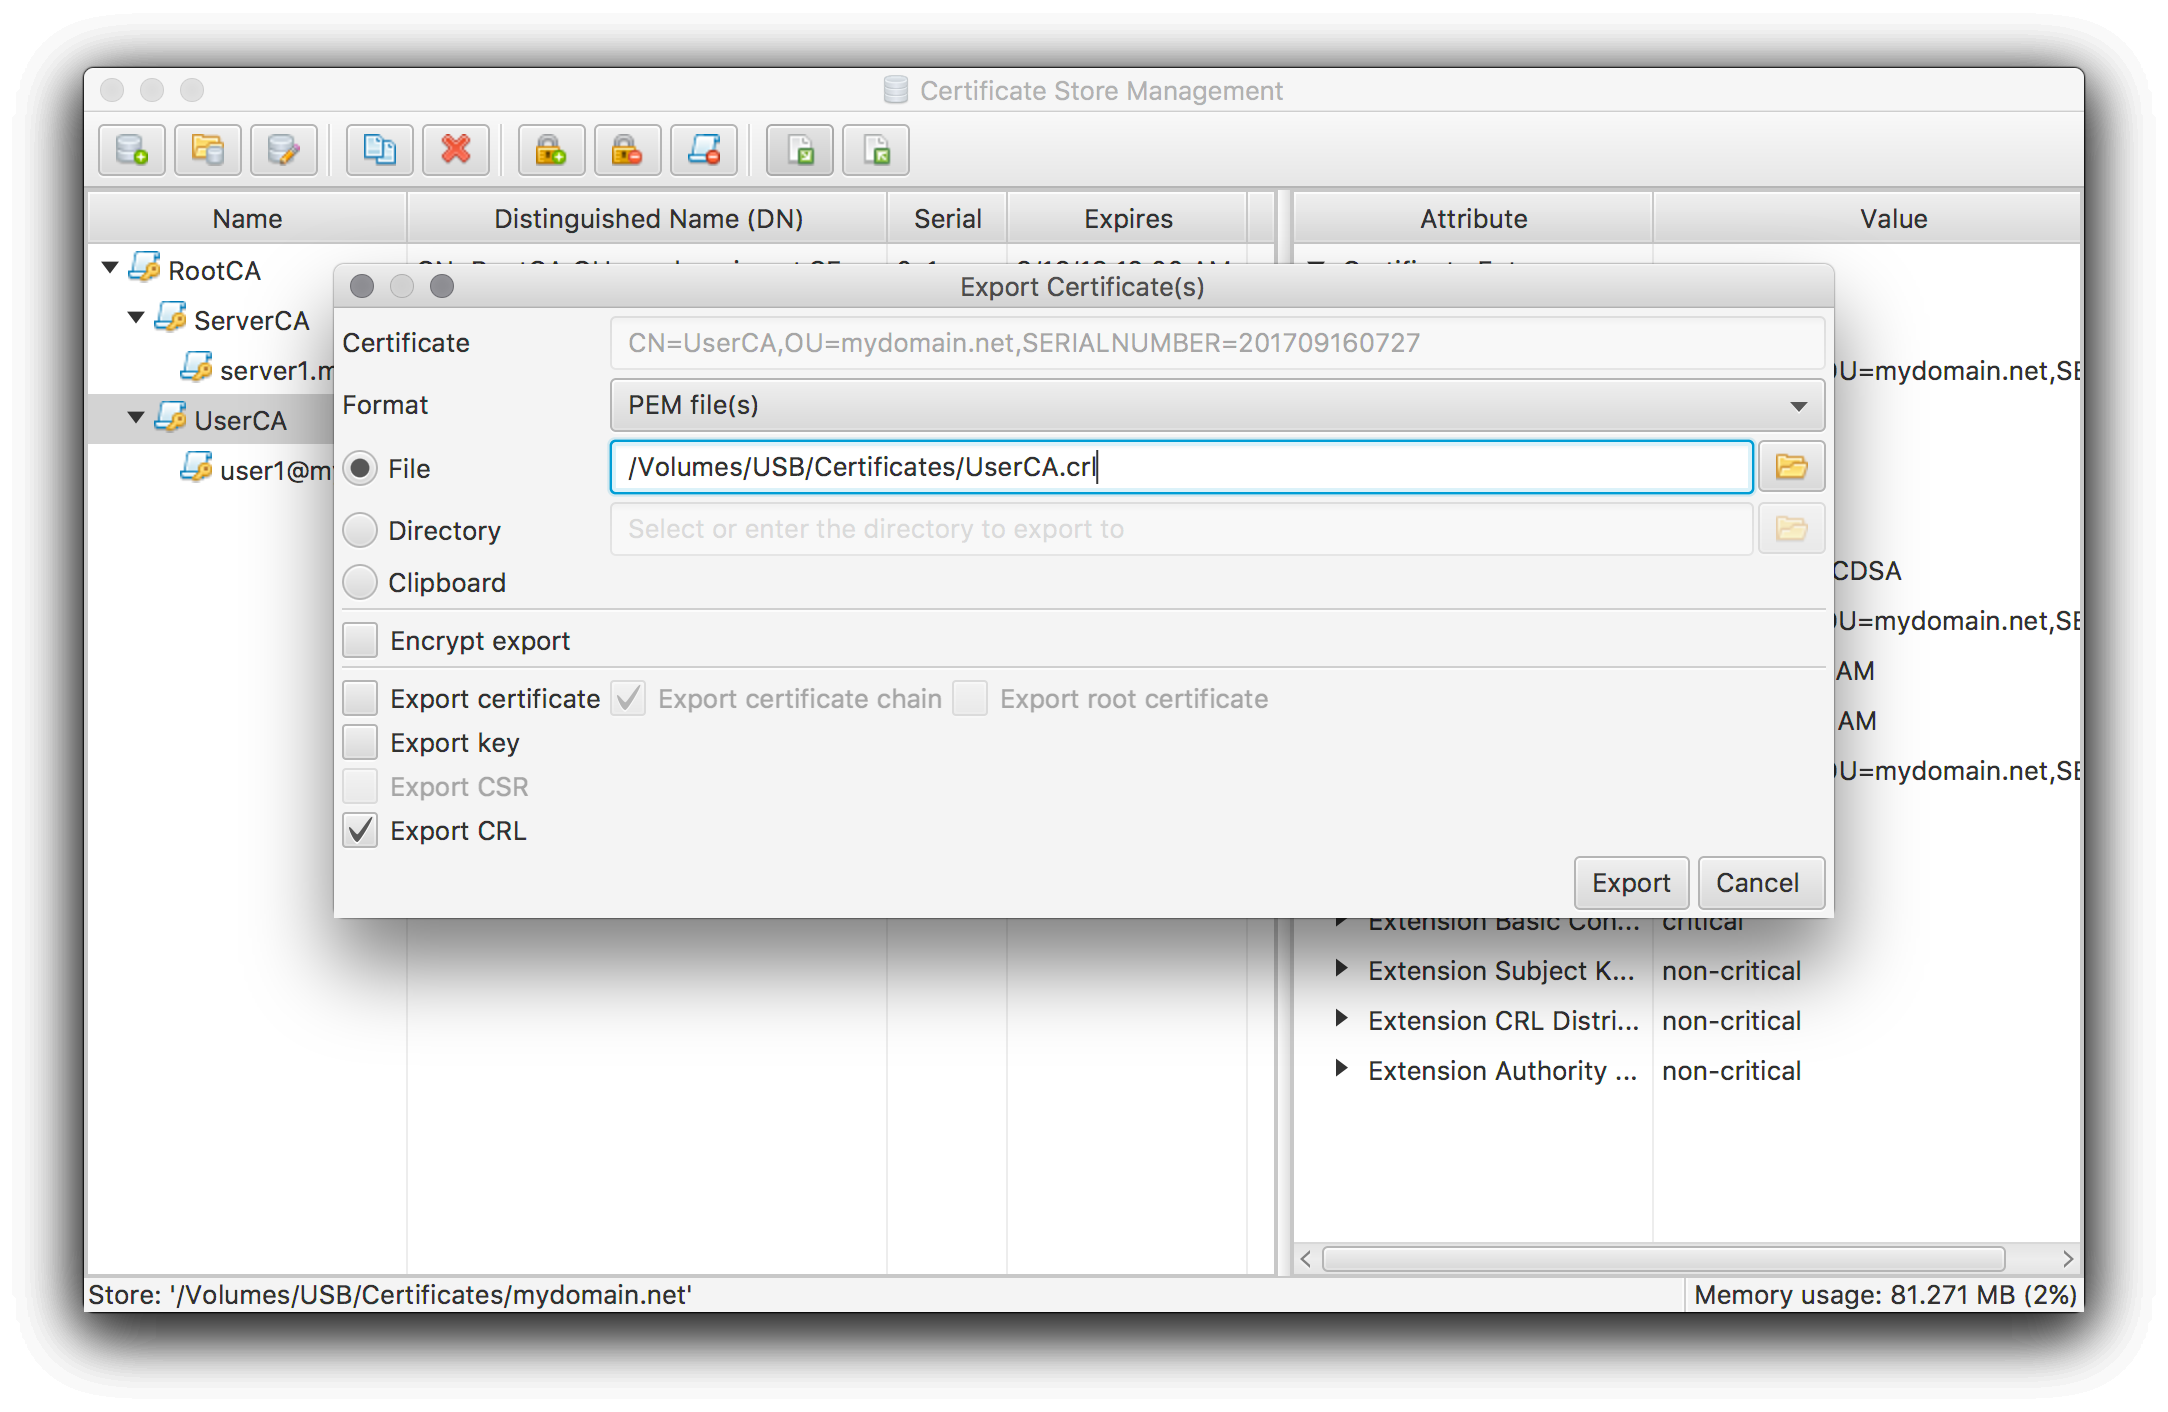 Certificate Store Management
Name Distinguished Name (DN) Serial Expires Attribute Value
RootCA
ServerCA
server1.m
UserCA
user1@m
Export Certificate(s)
Certificate CN=UserCA,OU=mydomain.net,SERIALNUMBER=201709160727
Format PEM file(s)
File /Volumes/USB/Certificates/UserCA.crl
Directory Select or enter the directory to export to
Clipboard
Encrypt export
Export certificate Export certificate chain Export root certificate
Export key
Export CSR
Export CRL
Export Cancel
OU=mydomain.net,SE
CDSA
OU=mydomain.net,SE
AM
AM
OU=mydomain.net,SE
Extension Basic Con... critical
Extension Subject K... non-critical
Extension CRL Distri... non-critical
Extension Authority ... non-critical
Store: '/Volumes/USB/Certificates/mydomain.net' Memory usage: 81.271 MB (2%)